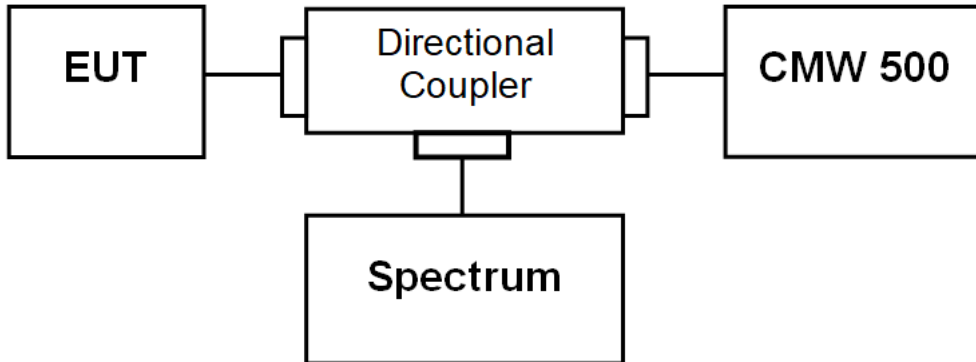 EUT
Directional
Coupler
CMW 500
Spectrum